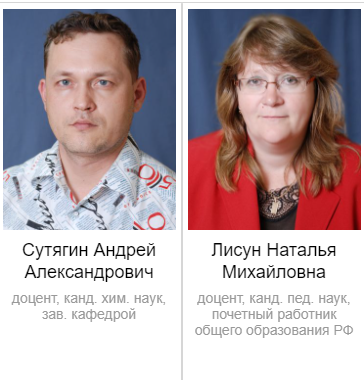 Сутягин Андрей
Александрович
доцент, канд. хим. наук,
зав. кафедрой
Лисун Наталья
Михайловна
доцент, канд. пед. наук,
почетный работник
общего образования РФ